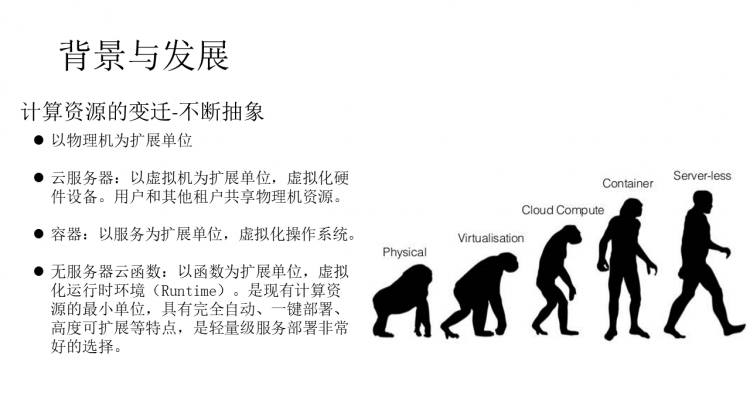 背景与发展
计算资源的变迁-不断抽象
● 以物理机为扩展单位
● 云服务器：以虚拟机为扩展单位，虚拟化硬
件设备。用户和其他租户共享物理机资源。
● 容器：以服务为扩展单位，虚拟化操作系统。
● 无服务器云函数：以函数为扩展单位，虚拟
化运行时环境（Runtime）。是现有计算资
源的最小单位，具有完全自动、一键部署、
高度可扩展等特点，是轻量级服务部署非常
好的选择。
Physical
Virtualisation
Cloud Compute
Container
Server-less